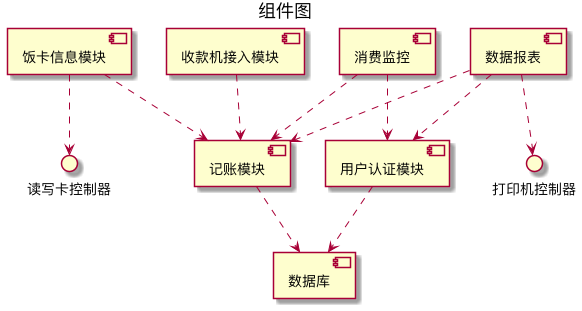 组件图
饭卡信息模块
收款机接入模块
消费监控
数据报表
记账模块
用户认证模块
读写卡控制器
打印机控制器
数据库